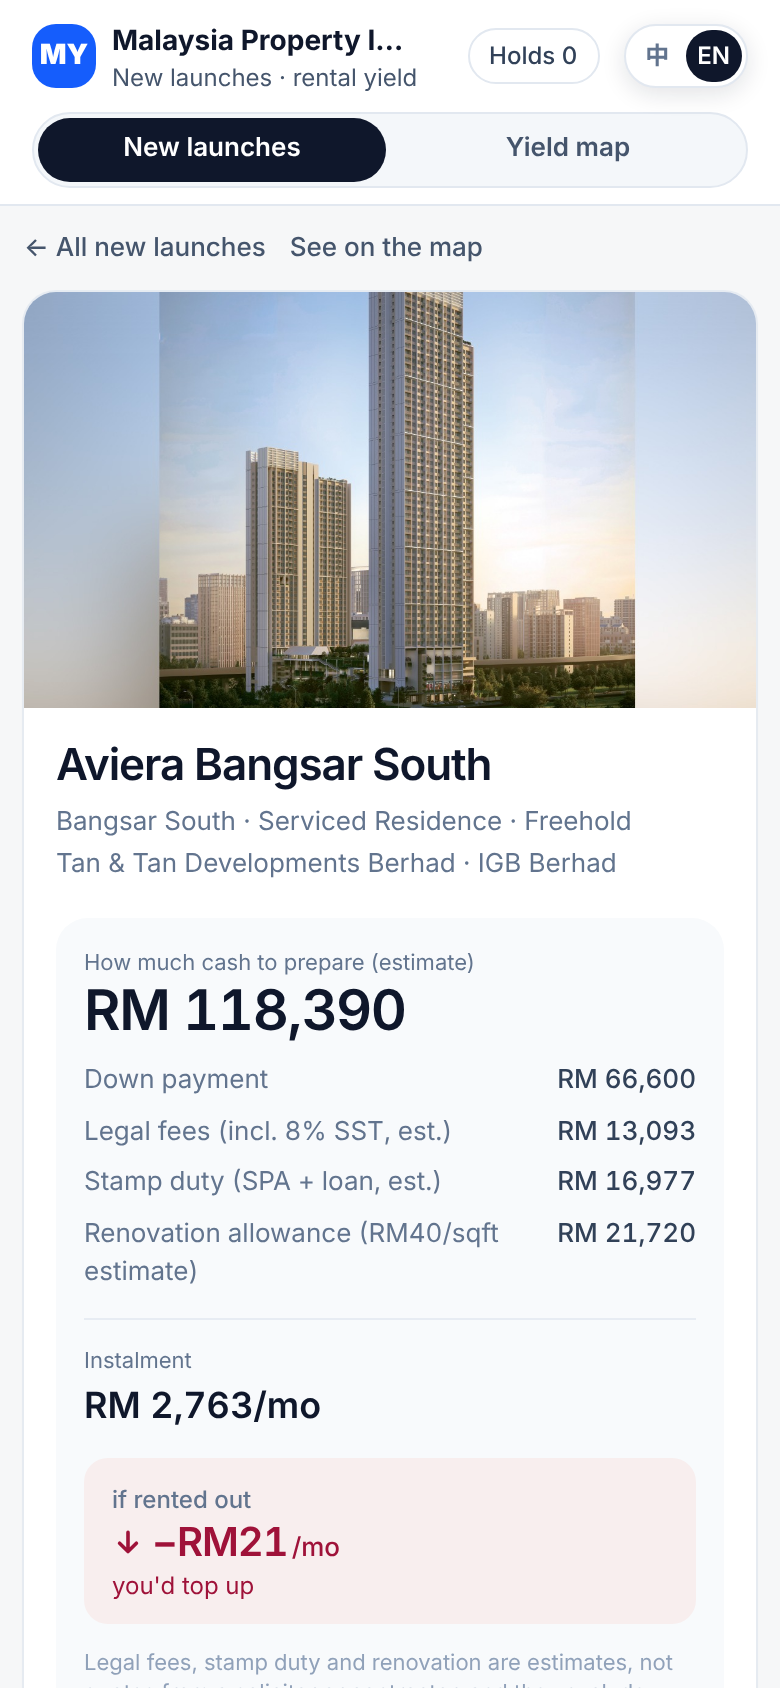 MY
Malaysia Property I...
New launches · rental yield
Holds 0
中
EN
New launches
Yield map
← All new launches
See on the map
Aviera Bangsar South
Bangsar South · Serviced Residence · Freehold
Tan & Tan Developments Berhad · IGB Berhad
How much cash to prepare (estimate)
RM 118,390
Down payment RM 66,600
Legal fees (incl. 8% SST, est.) RM 13,093
Stamp duty (SPA + loan, est.) RM 16,977
Renovation allowance (RM40/sqft RM 21,720
estimate)
Instalment
RM 2,763/mo
if rented out
↓ −RM21 /mo
you'd top up
Legal fees, stamp duty and renovation are estimates, not